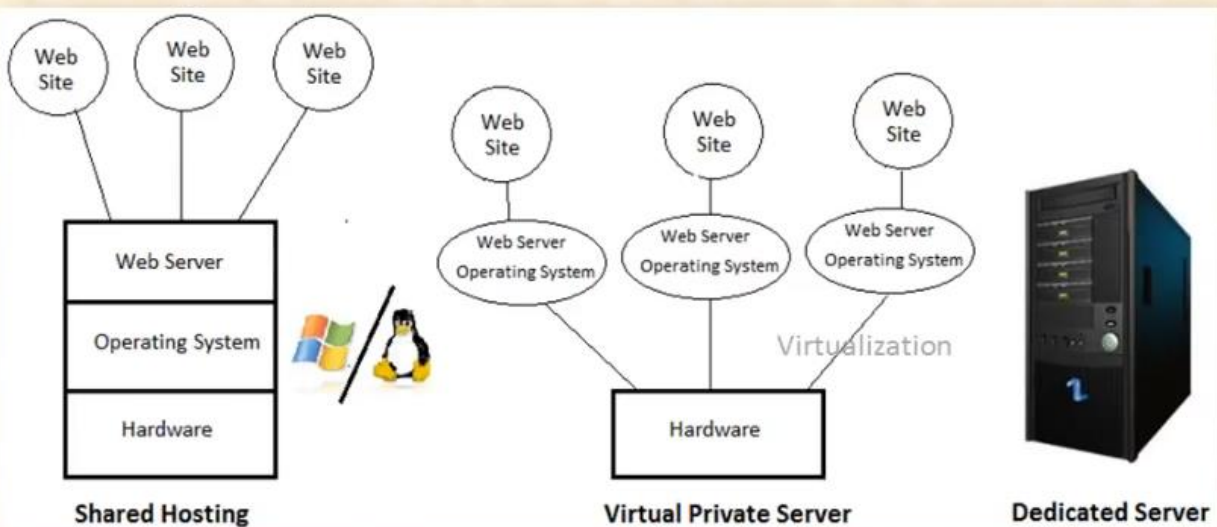 Web
Site
Web
Site
Web
Site
Web Server
Operating System
Hardware
Shared Hosting
Web
Site
Web
Site
Web
Site
Web Server
Operating System
Web Server
Operating System
Web Server
Operating System
Virtualization
Hardware
Virtual Private Server
Dedicated Server